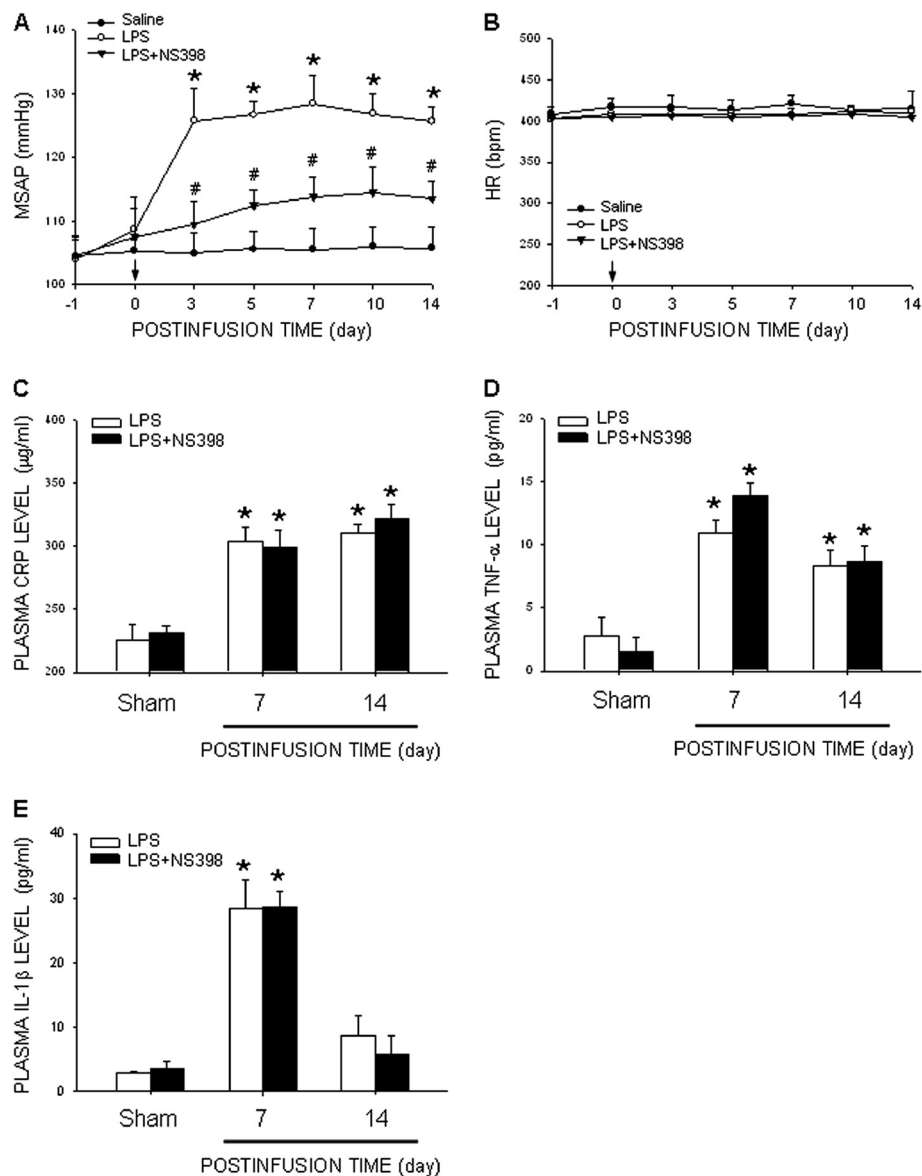 A
Saline
LPS
LPS+NS398
MSAP (mmHg)
140
130
120
110
100
* * * * *
# # # # #
-1 0 3 5 7 10 14
POSTINFUSION TIME (day)
B
HR (bpm)
500
450
400
350
300
250
200
Saline
LPS
LPS+NS398
-1 0 3 5 7 10 14
POSTINFUSION TIME (day)
C
LPS
LPS+NS398
PLASMA CRP LEVEL (µg/ml)
400
350
300
250
200
* * * *
Sham 7 14
POSTINFUSION TIME (day)
D
LPS
LPS+NS398
PLASMA TNF-α LEVEL (pg/ml)
20
15
10
5
0
* * * *
Sham 7 14
POSTINFUSION TIME (day)
E
LPS
LPS+NS398
PLASMA IL-1β LEVEL (pg/ml)
40
30
20
10
0
* *
Sham 7 14
POSTINFUSION TIME (day)